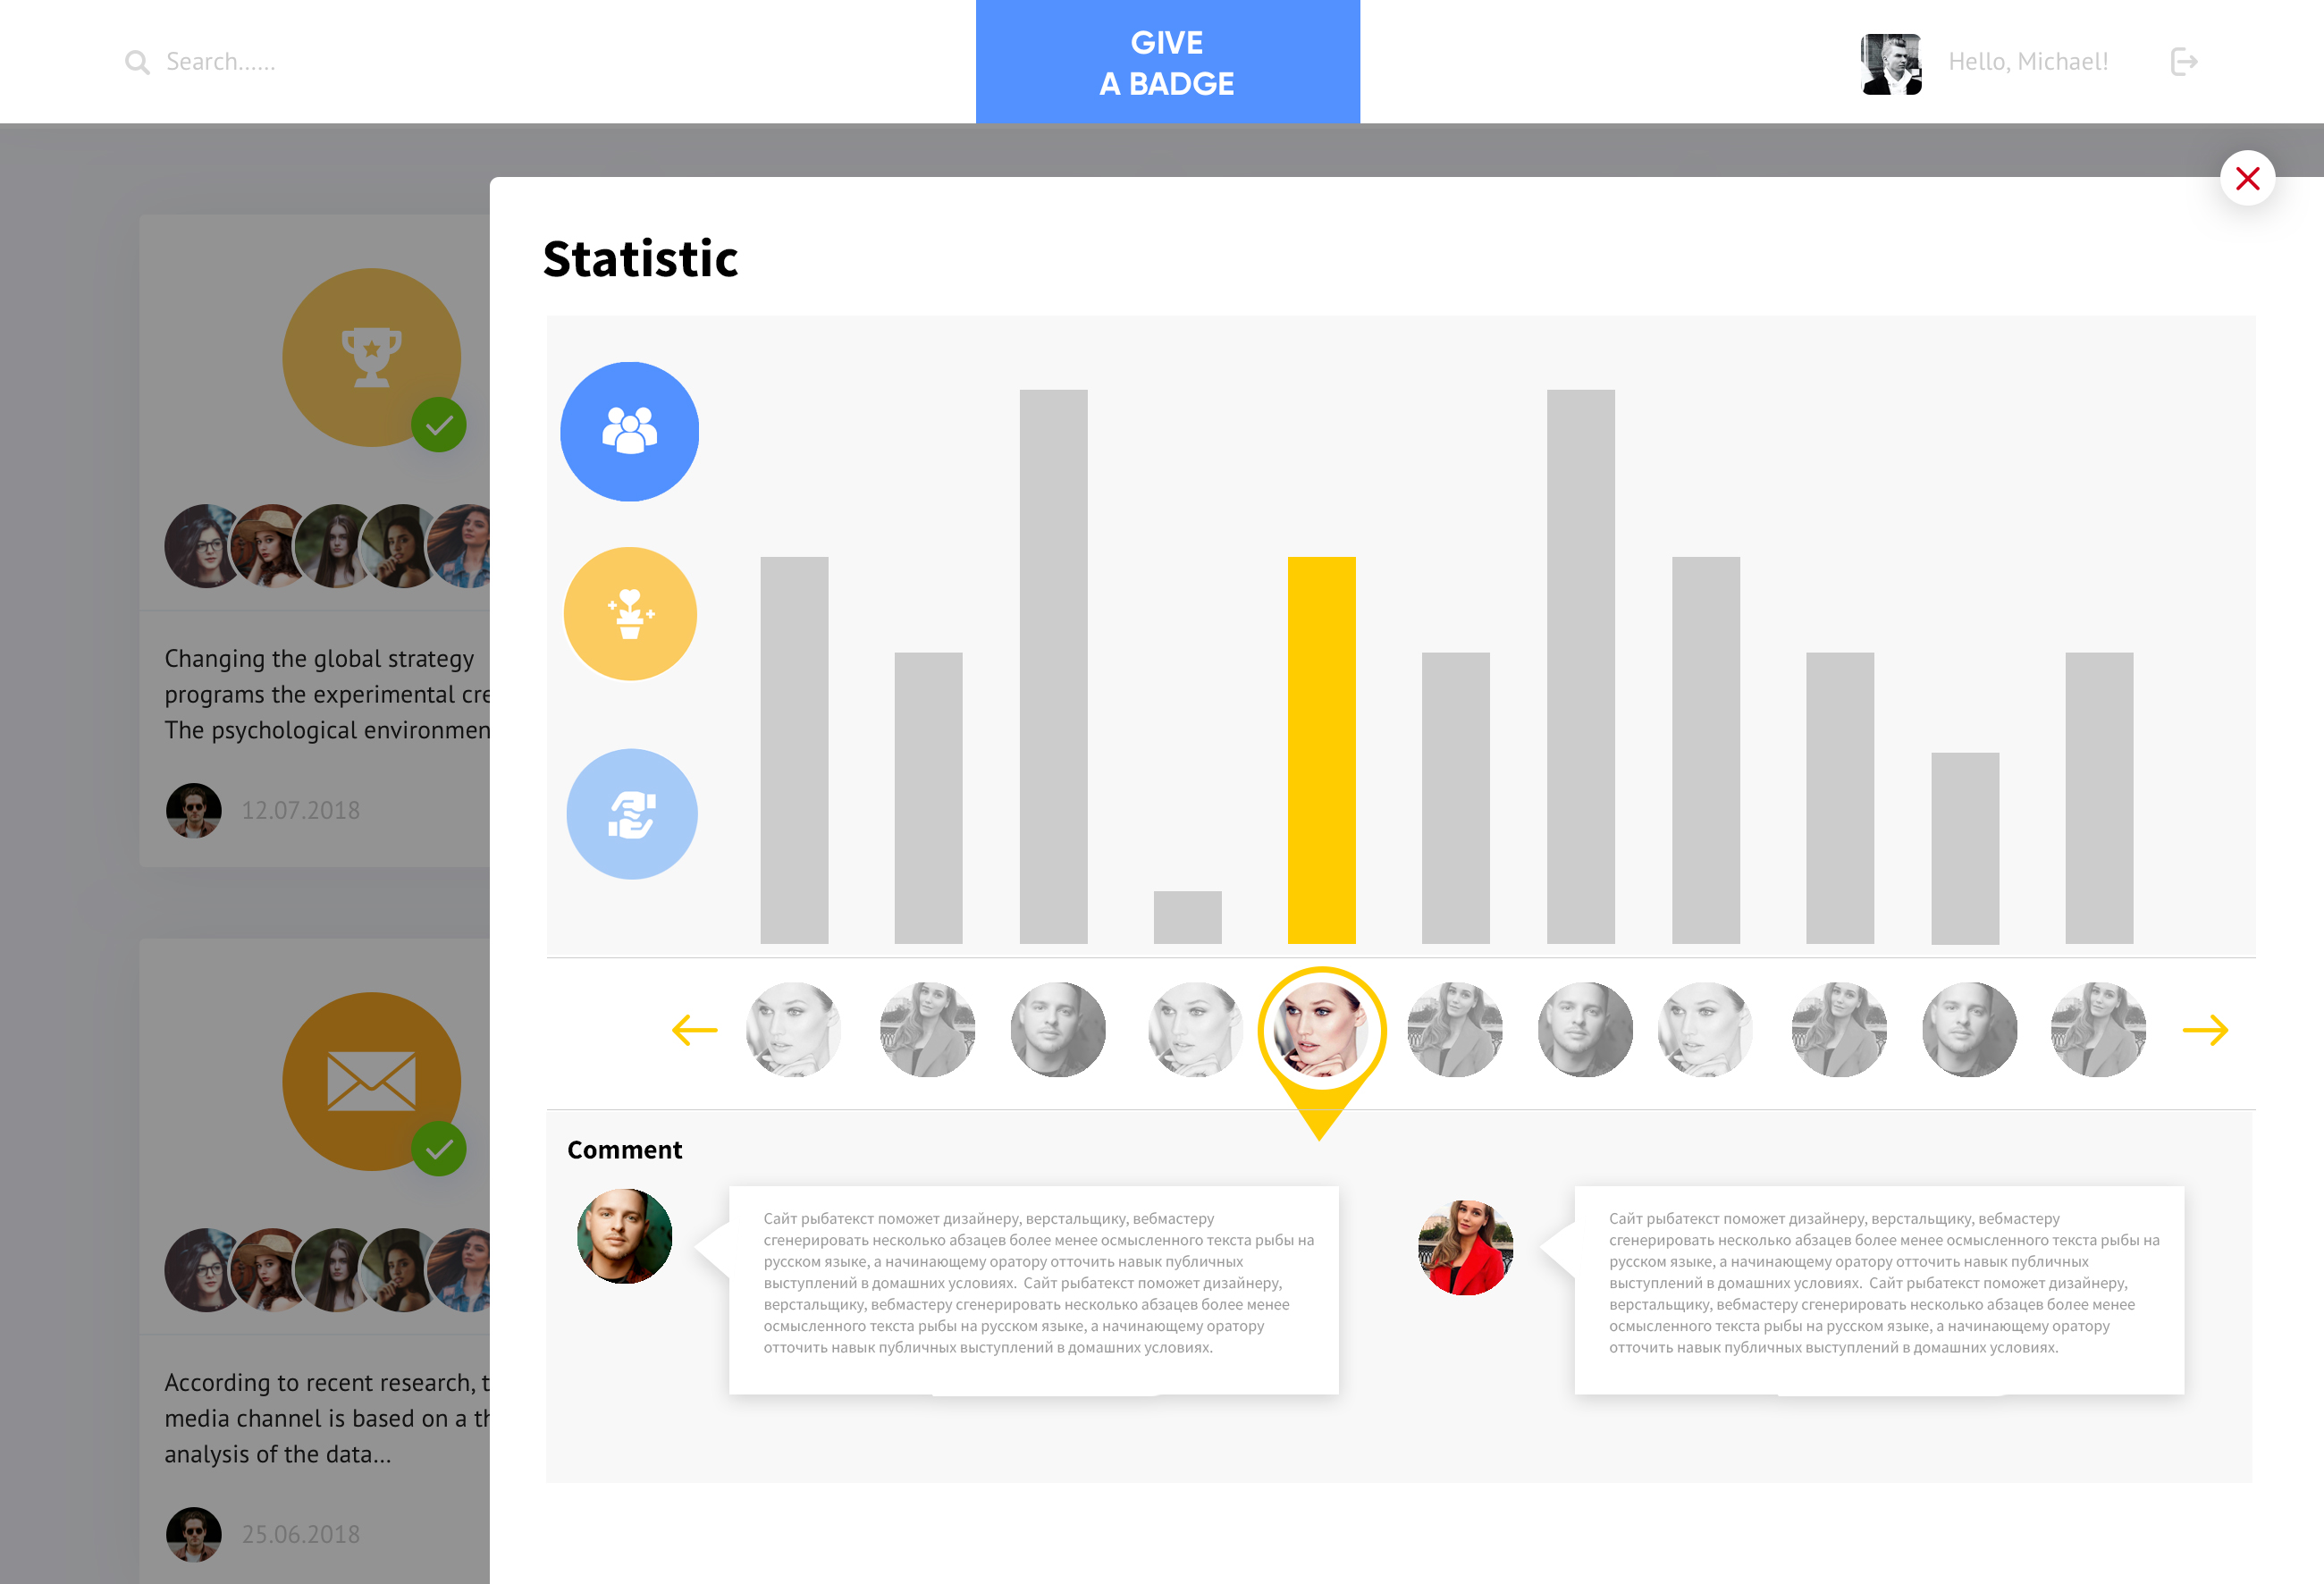 Search......
GIVE
A BADGE
Hello, Michael!
Statistic
Changing the global strategy
programs the experimental cre
The psychological environmen
12.07.2018
Comment
Сайт рыбатекст поможет дизайнеру, верстальщику, вебмастеру
сгенерировать несколько абзацев более менее осмысленного текста рыбы на
русском языке, а начинающему оратору отточить навык публичных
выступлений в домашних условиях.  Сайт рыбатекст поможет дизайнеру,
верстальщику, вебмастеру сгенерировать несколько абзацев более менее
осмысленного текста рыбы на русском языке, а начинающему оратору
отточить навык публичных выступлений в домашних условиях.
Сайт рыбатекст поможет дизайнеру, верстальщику, вебмастеру
сгенерировать несколько абзацев более менее осмысленного текста рыбы на
русском языке, а начинающему оратору отточить навык публичных
выступлений в домашних условиях.  Сайт рыбатекст поможет дизайнеру,
верстальщику, вебмастеру сгенерировать несколько абзацев более менее
осмысленного текста рыбы на русском языке, а начинающему оратору
отточить навык публичных выступлений в домашних условиях.
According to recent research, t
media channel is based on a th
analysis of the data...
25.06.2018